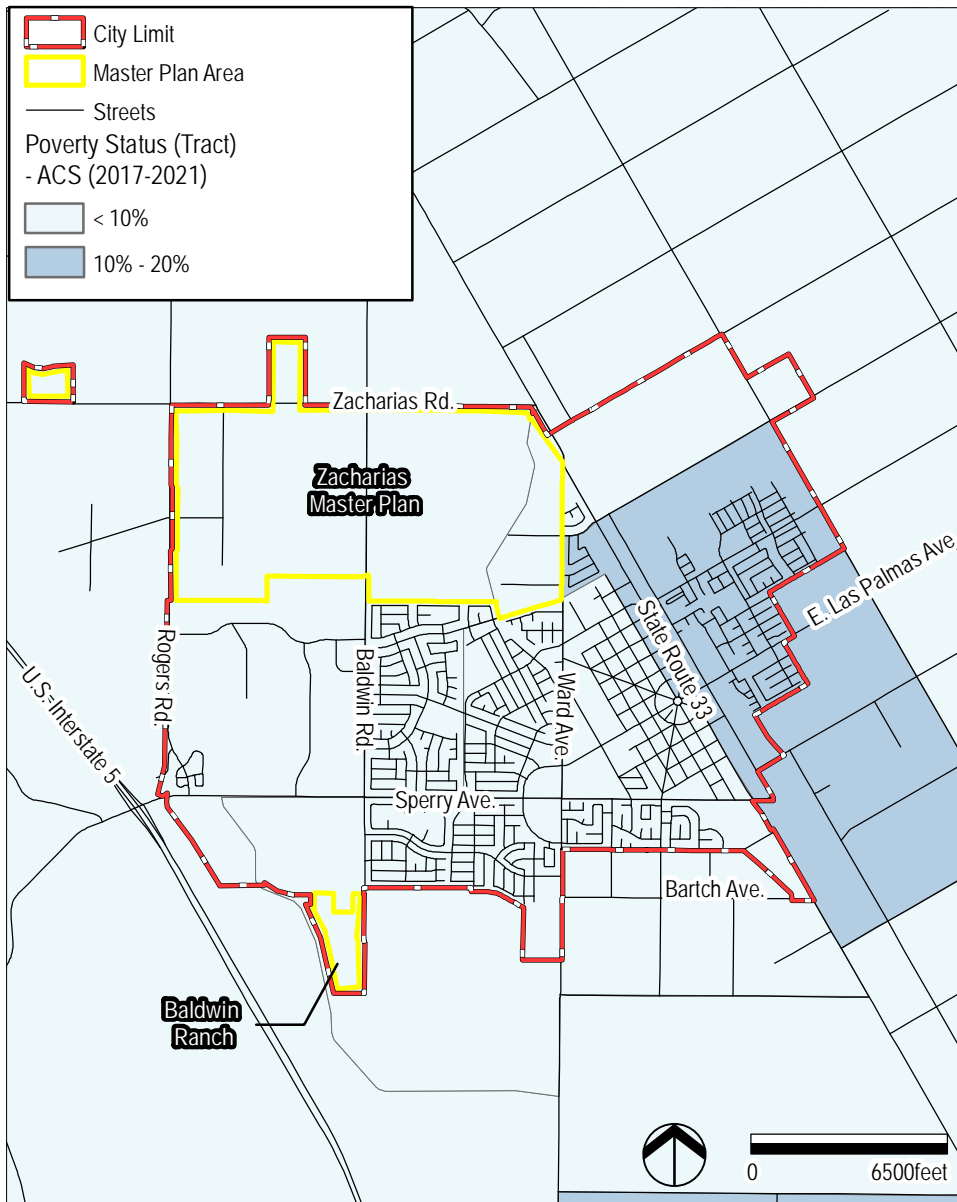 City Limit
Master Plan Area
Streets
Poverty Status (Tract)
- ACS (2017-2021)
< 10%
10% - 20%
Zacharias Rd.
Zacharias
Master Plan
E. Las Palmas Ave.
State Route 33
Rogers Rd.
Baldwin Rd.
Ward Ave.
U.S. Interstate 5
Sperry Ave.
Bartch Ave.
Baldwin
Ranch
0
6500feet